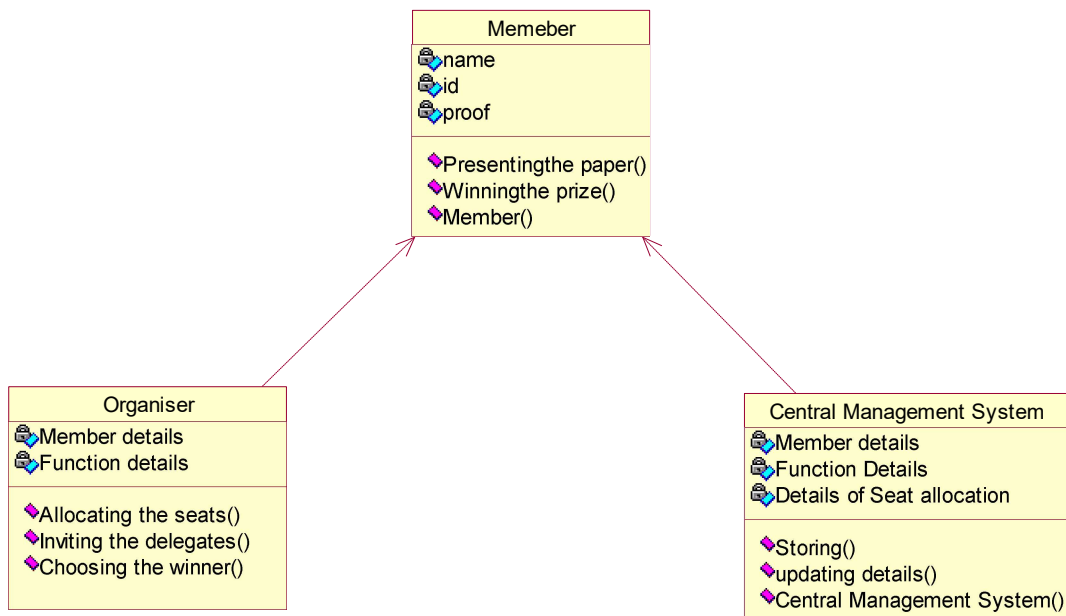 Memeber
name
id
proof
Presentingthe paper()
Winningthe prize()
Member()
Organiser
Member details
Function details
Allocating the seats()
Inviting the delegates()
Choosing the winner()
Central Management System
Member details
Function Details
Details of Seat allocation
Storing()
updating details()
Central Management System()